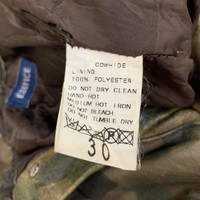 COWHIDE
LINING
100% POLYESTER
DO NOT DRY CLEAN
HAND-HOT
MEDIUM HOT IRON
DO NOT BLEACH
DO NOT TUMBLE DRY
P
30